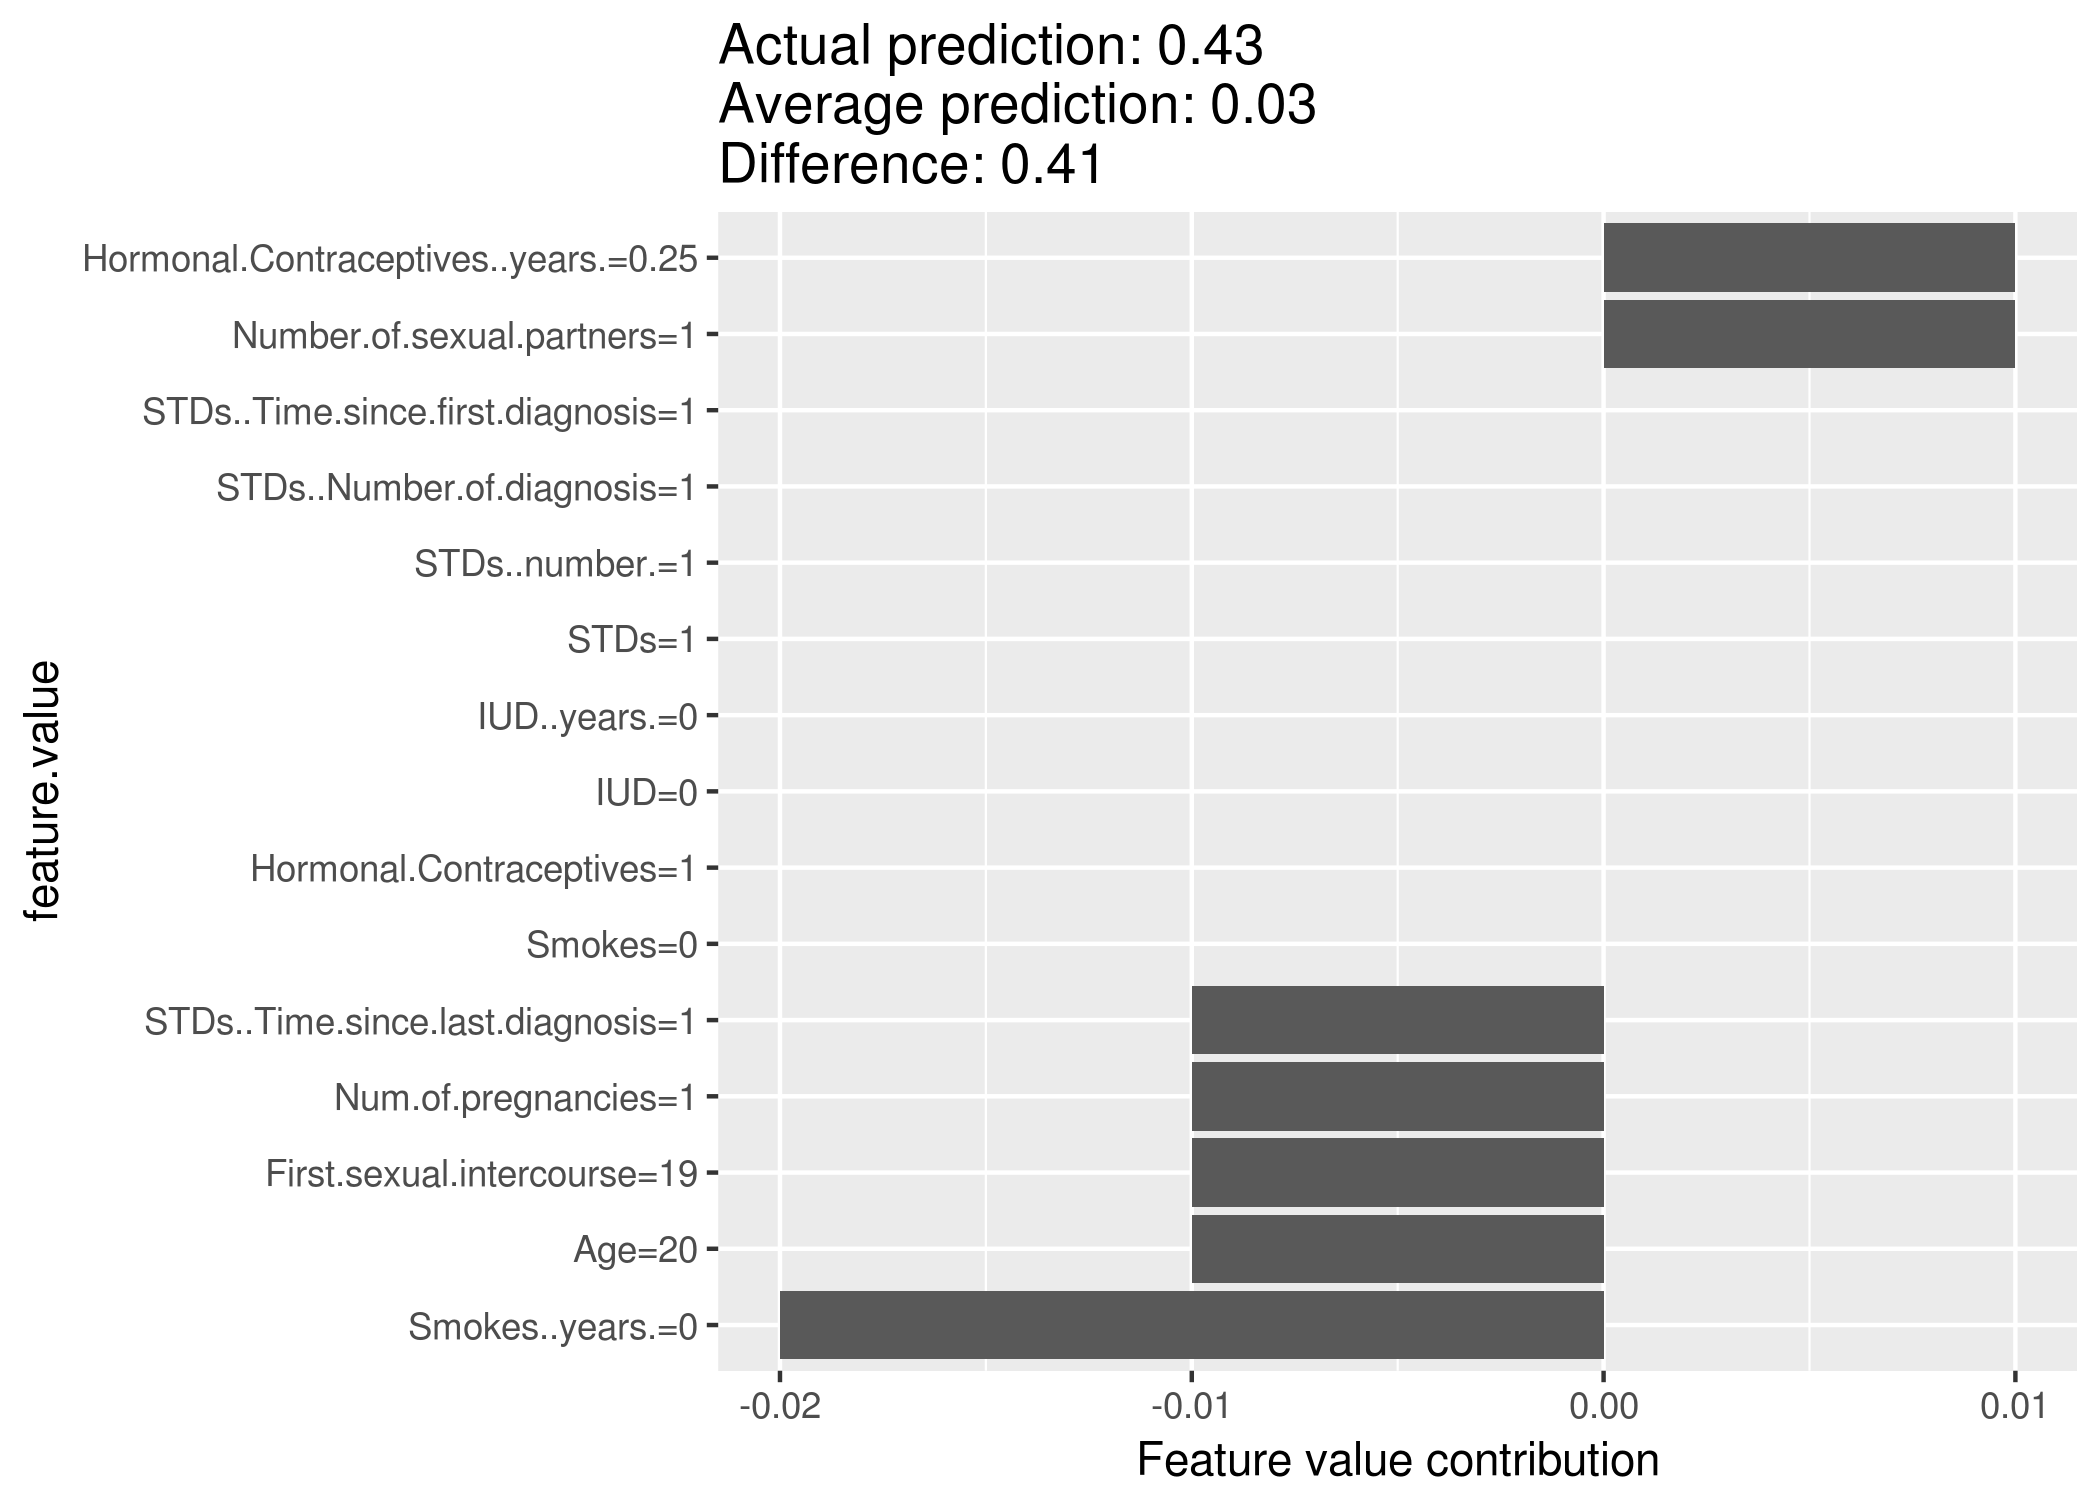 Actual prediction: 0.43
Average prediction: 0.03
Difference: 0.41
Hormonal.Contraceptives..years.=0.25
Number.of.sexual.partners=1
STDs..Time.since.first.diagnosis=1
STDs..Number.of.diagnosis=1
STDs..number.=1
STDs=1
IUD..years.=0
IUD=0
Hormonal.Contraceptives=1
Smokes=0
STDs..Time.since.last.diagnosis=1
Num.of.pregnancies=1
First.sexual.intercourse=19
Age=20
Smokes..years.=0
feature.value
-0.02 -0.01 0.00 0.01
Feature value contribution